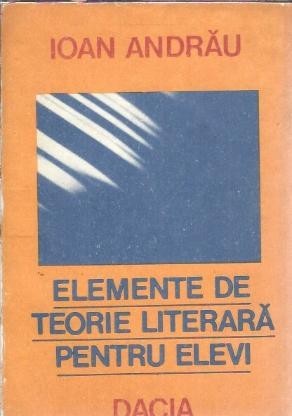 IOAN ANDRĂU
ELEMENTE DE
TEORIE LITERARĂ
PENTRU ELEVI
DACIA